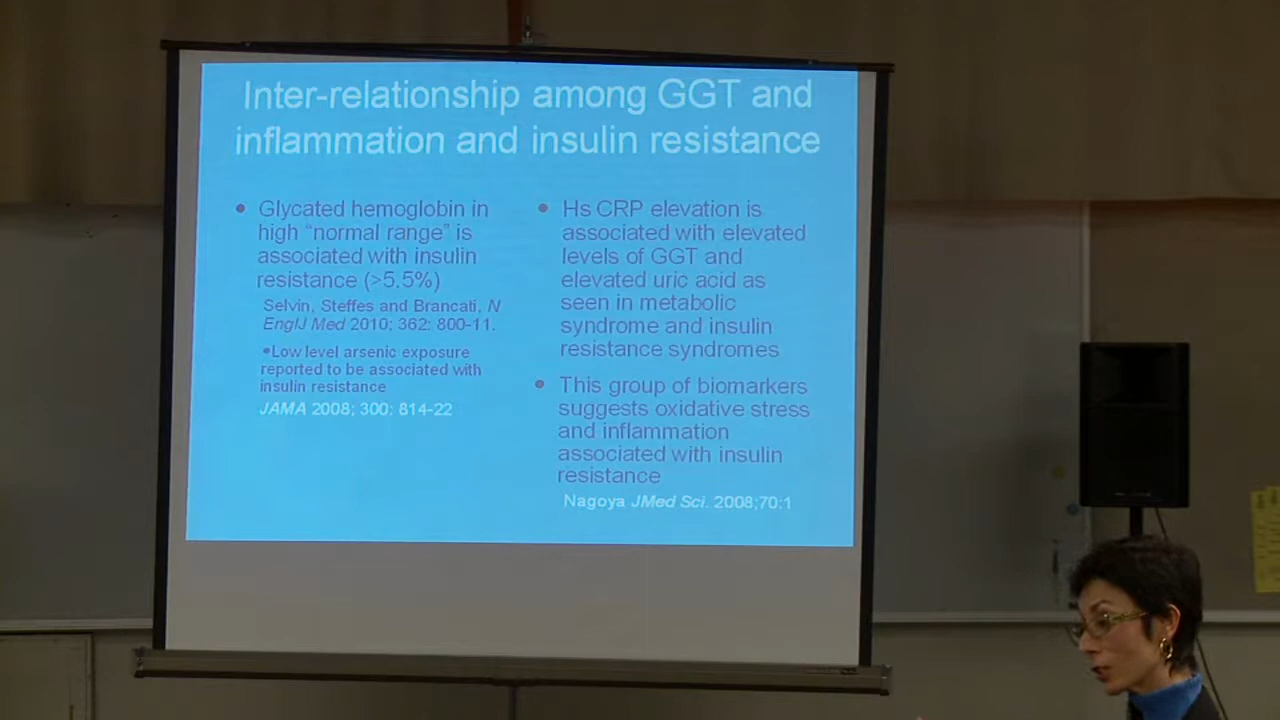 Inter-relationship among GGT and
inflammation and insulin resistance
• Glycated hemoglobin in
high "normal range" is
associated with insulin
resistance (>5.5%)
Selvin, Steffes and Brancati, N
EnglJ Med 2010; 362: 800-11.
•Low level arsenic exposure
reported to be associated with
insulin resistance
JAMA 2008; 300: 814-22
• Hs CRP elevation is
associated with elevated
levels of GGT and
elevated uric acid as
seen in metabolic
syndrome and insulin
resistance syndromes
• This group of biomarkers
suggests oxidative stress
and inflammation
associated with insulin
resistance
Nagoya JMed Sci. 2008;70:1